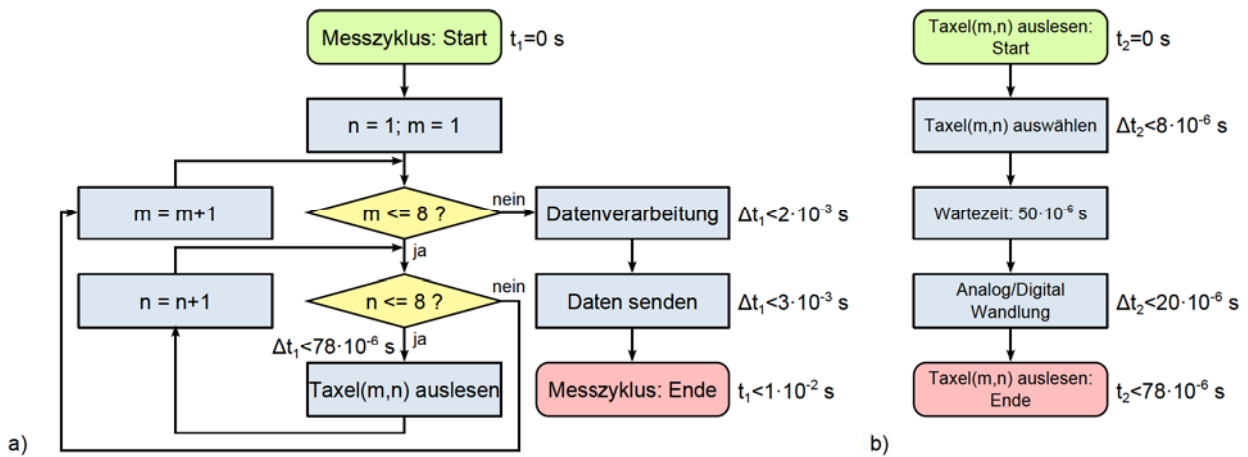 Messzyklus: Start
t₁=0 s
n = 1; m = 1
m = m+1
m <= 8 ?
nein
Datenverarbeitung
Δt₁<2·10⁻³ s
ja
n = n+1
n <= 8 ?
nein
Daten senden
Δt₁<3·10⁻³ s
ja
Δt₁<78·10⁻⁶ s
Taxel(m,n) auslesen
Messzyklus: Ende
t₁<1·10⁻² s
a)
Taxel(m,n) auslesen:
Start
t₂=0 s
Taxel(m,n) auswählen
Δt₂<8·10⁻⁶ s
Wartezeit: 50·10⁻⁶ s
Analog/Digital
Wandlung
Δt₂<20·10⁻⁶ s
Taxel(m,n) auslesen:
Ende
t₂<78·10⁻⁶ s
b)